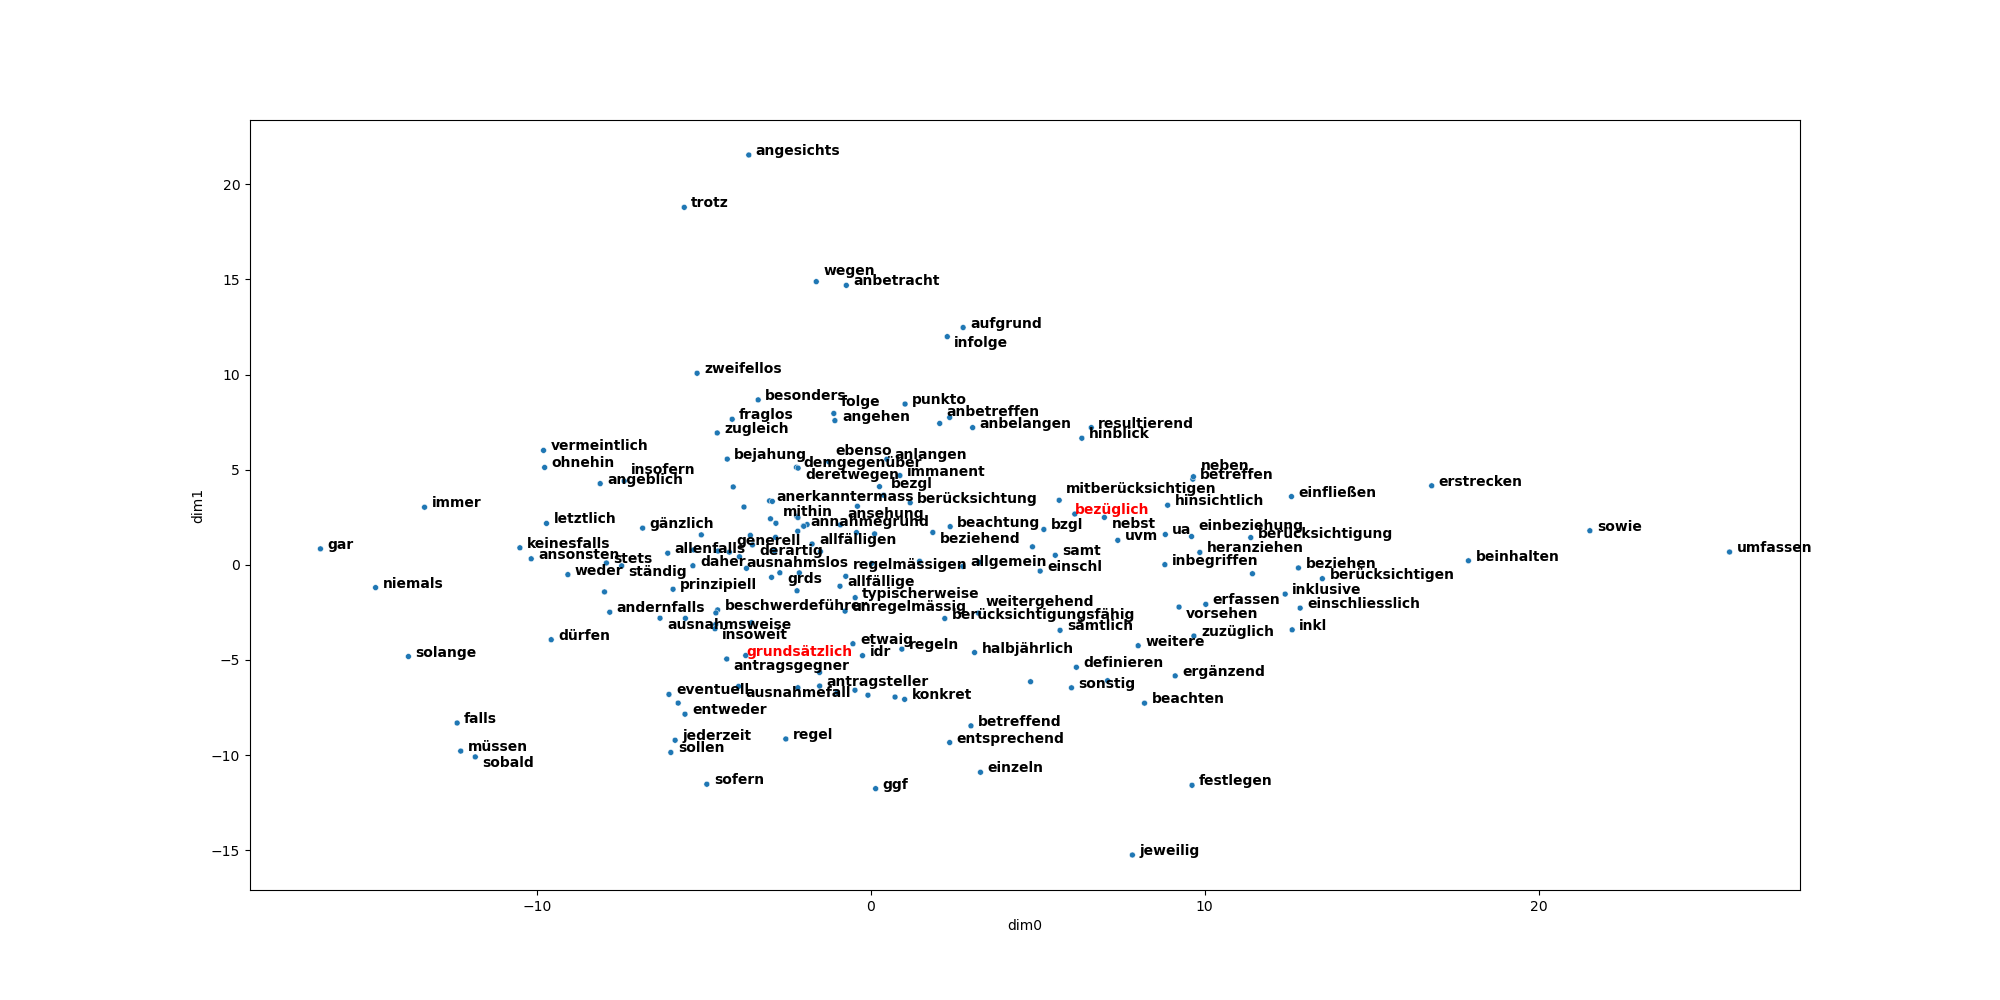 angesichts
20
trotz
15
wegen
anbetracht
aufgrund
infolge
10
zweifellos
besonders
folge
punkto
fraglos
angehen
anbetreffen
zugleich
anbelangen
resultierend
hinblick
vermeintlich
bejahung
ebenso
anlangen
ohnehin
insofern
demgegenüber
neben
5
angeblich
deretwegen
immanent
betreffen
bezgl
mitberücksichtigen
erstrecken
immer
anerkanntermass
berücksichtung
hinsichtlich
einfließen
mithin
ansehung
bezüglich
dim1
letztlich
gänzlich
annahmegrund
beachtung
bzgl
nebst
ua
einbeziehung
sowie
generell
allfälligen
beziehend
uvm
berücksichtigung
gar
keinesfalls
allenfalls
derartig
samt
heranziehen
umfassen
ansonsten
stets
daher
ausnahmslos
regelmässigen
allgemein
einschl
inbegriffen
beziehen
beinhalten
0
weder
ständig
prinzipiell
grds
allfällige
berücksichtigen
niemals
typischerweise
inklusive
andernfalls
beschwerdeführer
unregelmässig
weitergehend
erfassen
einschliesslich
ausnahmsweise
berücksichtigungsfähig
vorsehen
dürfen
insoweit
sämtlich
zuzüglich
inkl
etwaig
regeln
weitere
solange
grundsätzlich
idr
halbjährlich
−5
antragsgegner
definieren
ergänzend
eventuell
ausnahmefall
antragsteller
konkret
sonstig
beachten
entweder
falls
betreffend
jederzeit
regel
entsprechend
müssen
sollen
−10
sobald
einzeln
sofern
ggf
festlegen
−15
jeweilig
−10
0
10
20
dim0